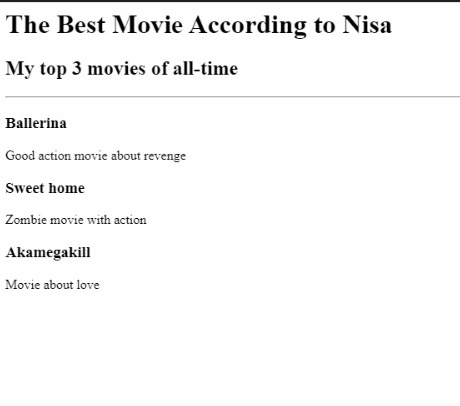 The Best Movie According to Nisa
My top 3 movies of all-time
Ballerina
Good action movie about revenge
Sweet home
Zombie movie with action
Akamegakill
Movie about love